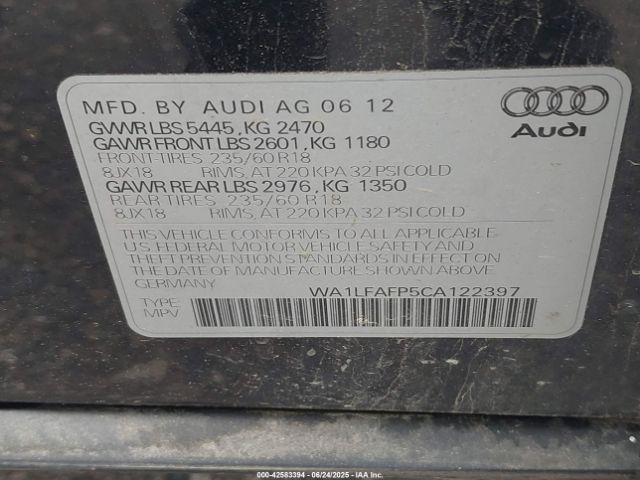 MFD. BY AUDI AG 06 12
GWWR LBS 5445, KG 2470
GAWR FRONT LBS 2601, KG 1180
FRONT-TIRES 235/60 R18
8JX18 RIMS, AT 220 KPA 32 PSI COLD
GAWR REAR LBS 2976, KG 1350
REAR TIRES 235/60 R18
8JX18 RIMS, AT 220 KPA 32 PSI COLD
THIS VEHICLE CONFORMS TO ALL APPLICABLE
U.S. FEDERAL MOTOR VEHICLE SAFETY AND
THEFT PREVENTION STANDARDS IN EFFECT ON
THE DATE OF MANUFACTURE SHOWN ABOVE
GERMANY WA1LFAFP5CA122397
TYPE:
MPV
Audi
000-42583394 - 06/24/2025 - IAA Inc.